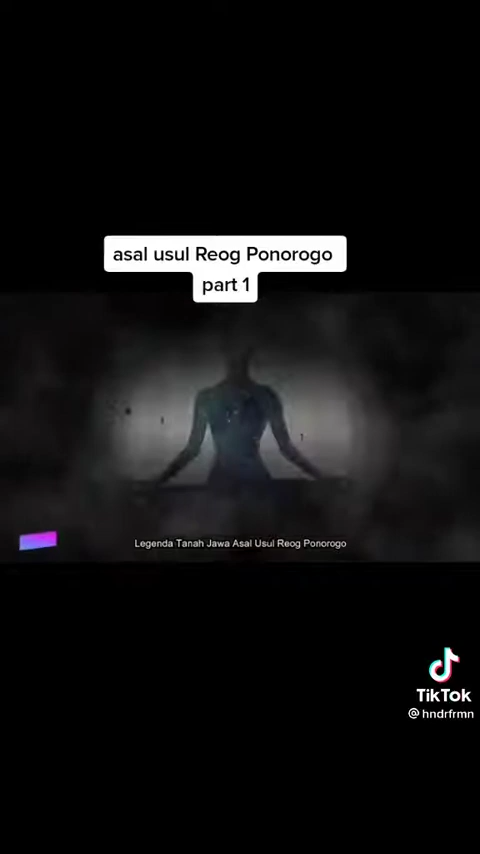 asal usul Reog Ponorogo
part 1
Legenda Tanah Jawa Asal Usul Reog Ponorogo
TikTok
@hndrfrmn